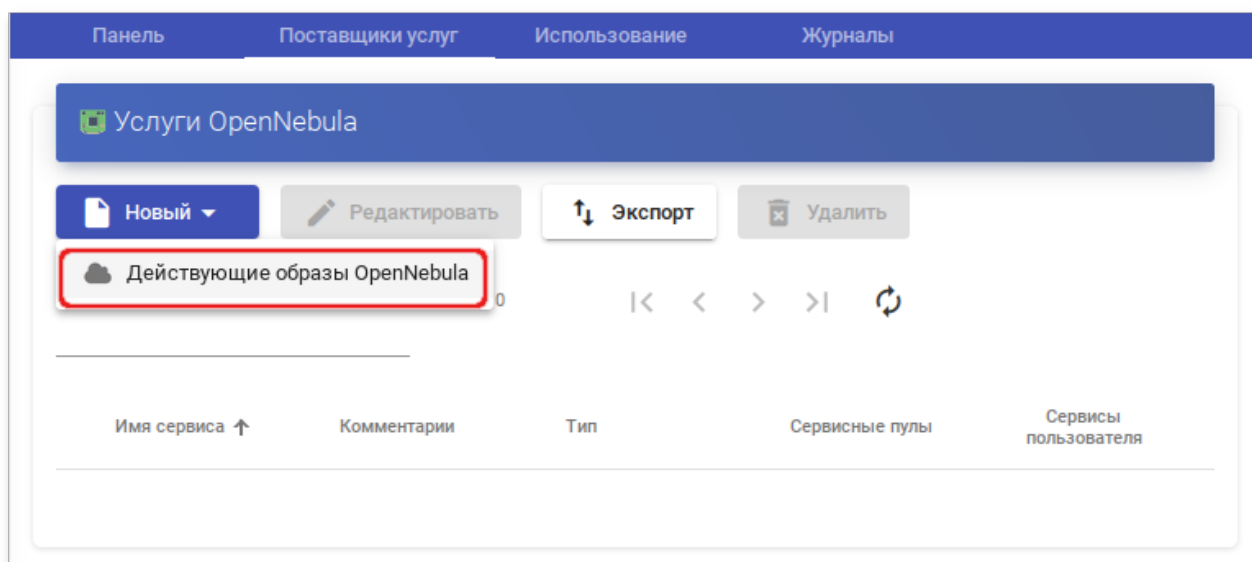 Панель Поставщики услуг Использование Журналы
Услуги OpenNebula
Новый Редактировать Экспорт Удалить
Действующие образы OpenNebula
0
Имя сервиса Комментарии Тип Сервисные пулы Сервисы
пользователя